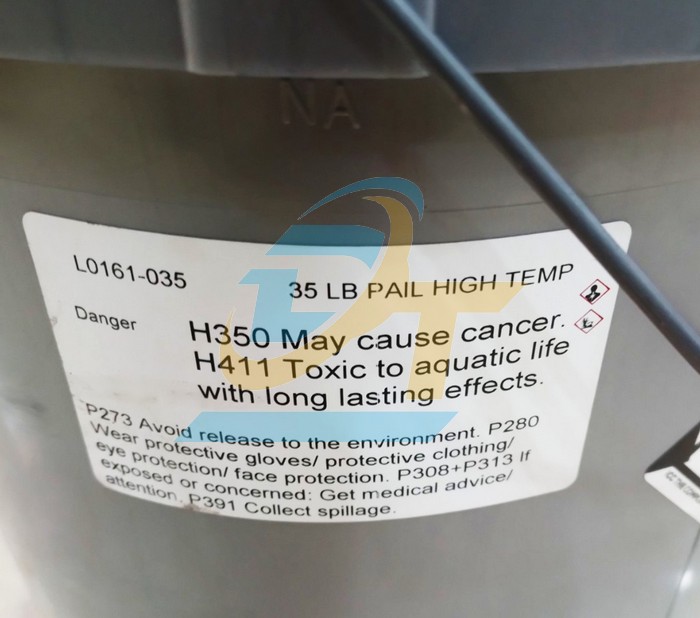 NA
L0161-035
35 LB PAIL HIGH TEMP
Danger
H350 May cause cancer.
H411 Toxic to aquatic life
with long lasting effects.
P273 Avoid release to the environment. P280
Wear protective gloves/ protective clothing/
eye protection/ face protection. P308+P313 If
exposed or concerned: Get medical advice/
attention. P391 Collect spillage.